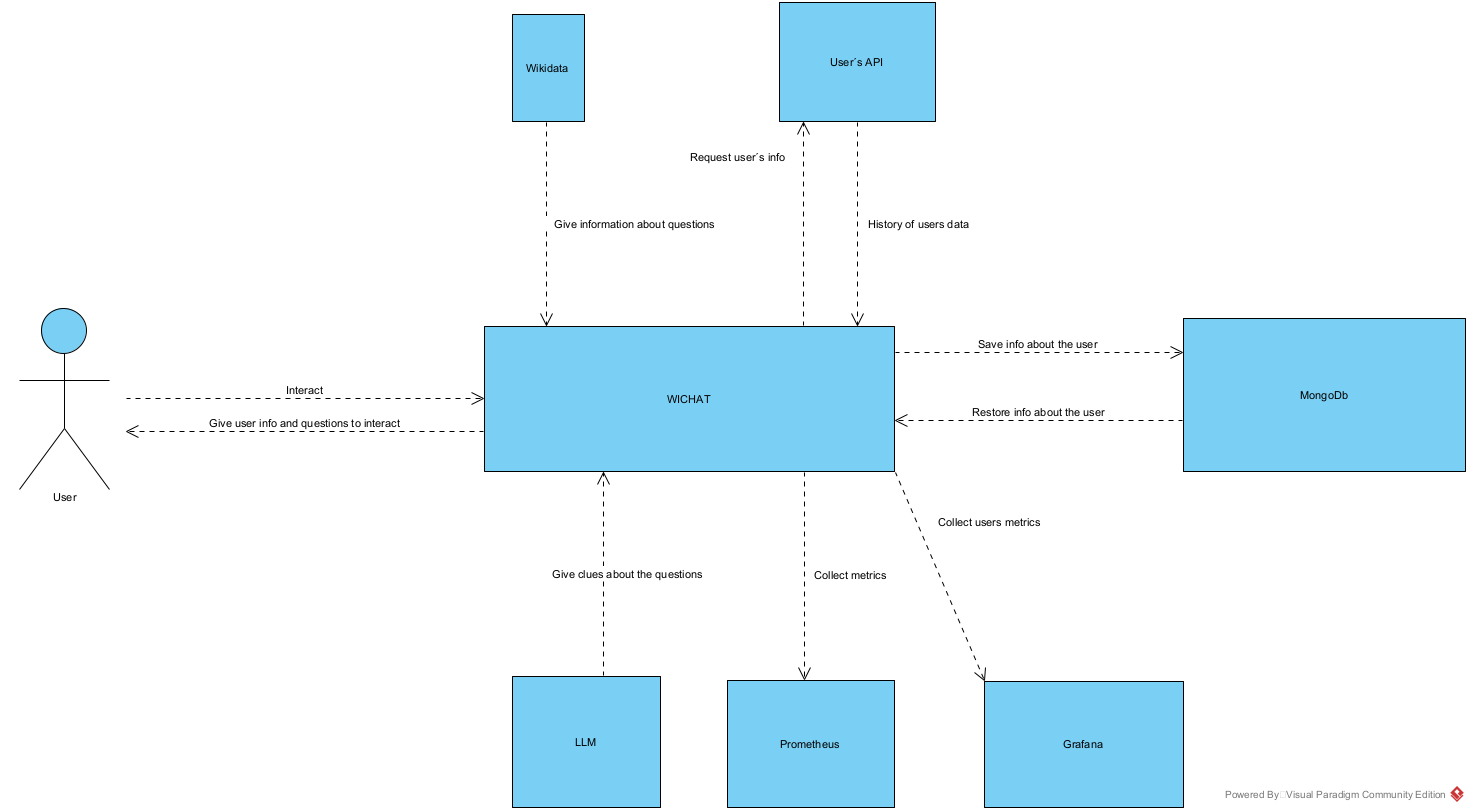 Wikidata
User´s API
Request user´s info
Give information about questions
History of users data
Save info about the user
Interact
WICHAT
MongoDb
Restore info about the user
Give user info and questions to interact
User
Collect users metrics
Give clues about the questions
Collect metrics
LLM
Prometheus
Grafana
Powered By Visual Paradigm Community Edition